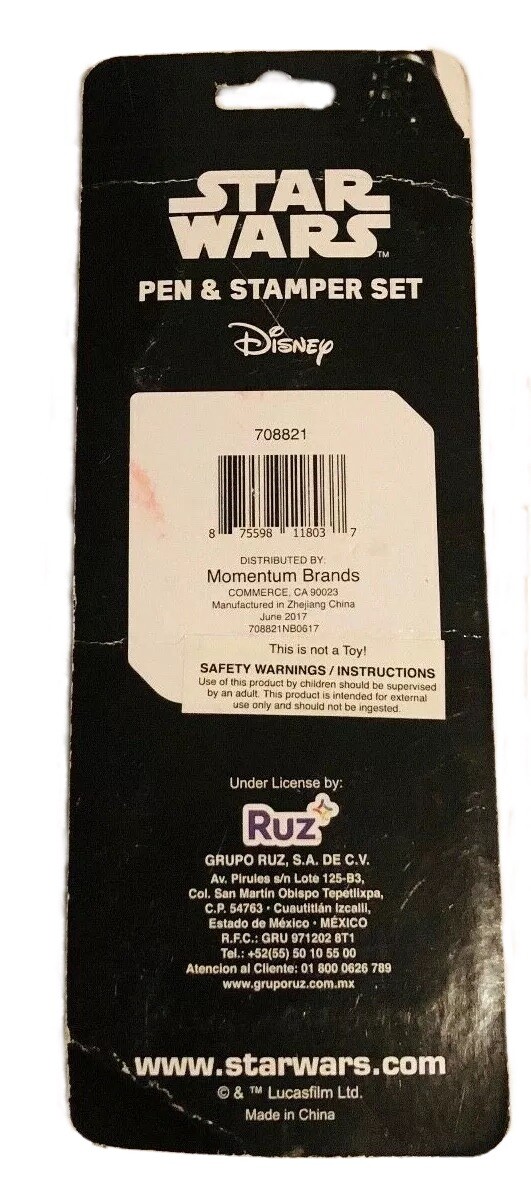 STAR
WARS™
PEN & STAMPER SET
Disney
708821
8 75598 11803 7
DISTRIBUTED BY:
Momentum Brands
COMMERCE, CA 90023
Manufactured in Zhejiang China
June 2017
708821NB0617
This is not a Toy!
SAFETY WARNINGS / INSTRUCTIONS
Use of this product by children should be supervised
by an adult. This product is intended for external
use only and should not be ingested.
Under License by:
Ruz
GRUPO RUZ, S.A. DE C.V.
Av. Pirules s/n Lote 125-B3,
Col. San Martín Obispo Tepetlixpa,
C.P. 54763 • Cuautitlán Izcalli,
Estado de México • MÉXICO
R.F.C.: GRU 971202 8T1
Tel.: +52(55) 50 10 55 00
Atencion al Cliente: 01 800 0626 789
www.gruporuz.com.mx
www.starwars.com
© & ™ Lucasfilm Ltd.
Made in China